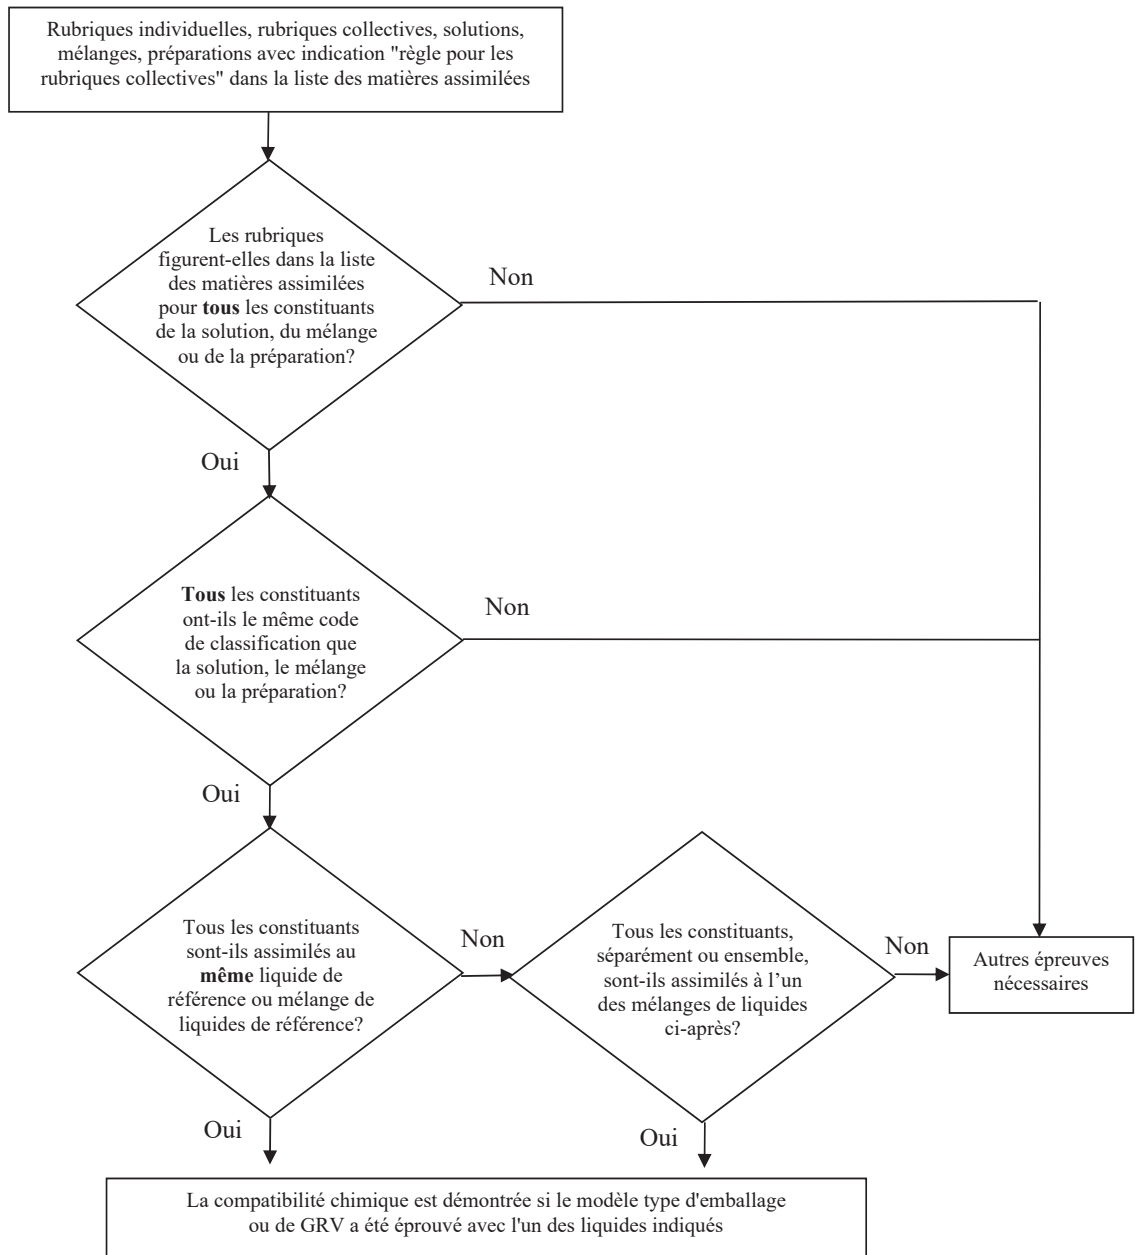 Rubriques individuelles, rubriques collectives, solutions,
mélanges, préparations avec indication "règle pour les
rubriques collectives" dans la liste des matières assimilées
Les rubriques
figurent-elles dans la liste
des matières assimilées
pour tous les constituants
de la solution, du mélange
ou de la préparation?
Non
Oui
Tous les constituants
ont-ils le même code
de classification que
la solution, le mélange
ou la préparation?
Non
Oui
Tous les constituants
sont-ils assimilés au
même liquide de
référence ou mélange de
liquides de référence?
Non
Tous les constituants,
séparément ou ensemble,
sont-ils assimilés à l’un
des mélanges de liquides
ci-après?
Non
Autres épreuves
nécessaires
Oui
Oui
La compatibilité chimique est démontrée si le modèle type d'emballage
ou de GRV a été éprouvé avec l'un des liquides indiqués